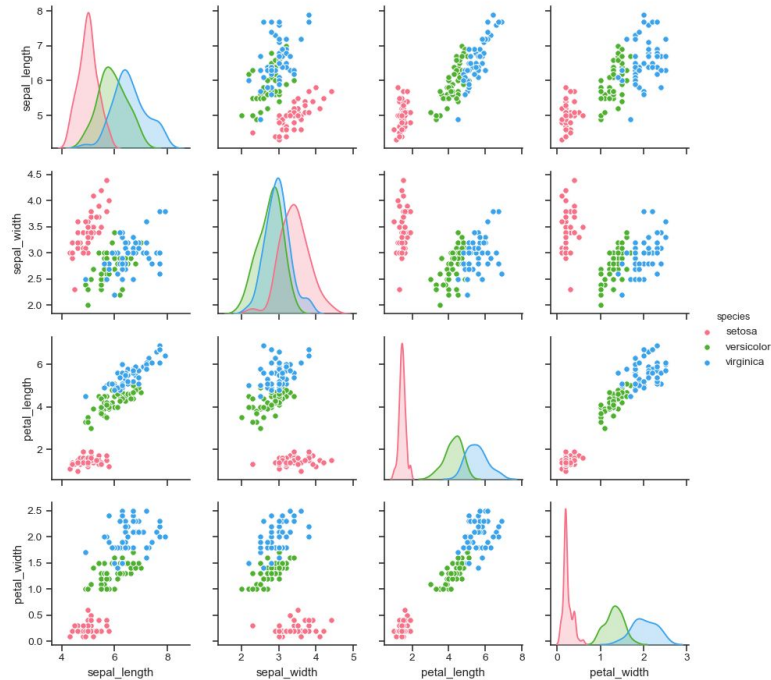 8
7
6
5
sepal_length
4.5
4.0
3.5
3.0
2.5
2.0
sepal_width
species
setosa
versicolor
virginica
6
4
2
petal_length
2.5
2.0
1.5
1.0
0.5
0.0
petal_width
4 6 8 2 3 4 5 2 4 6 8 0 1 2 3
sepal_length sepal_width petal_length petal_width